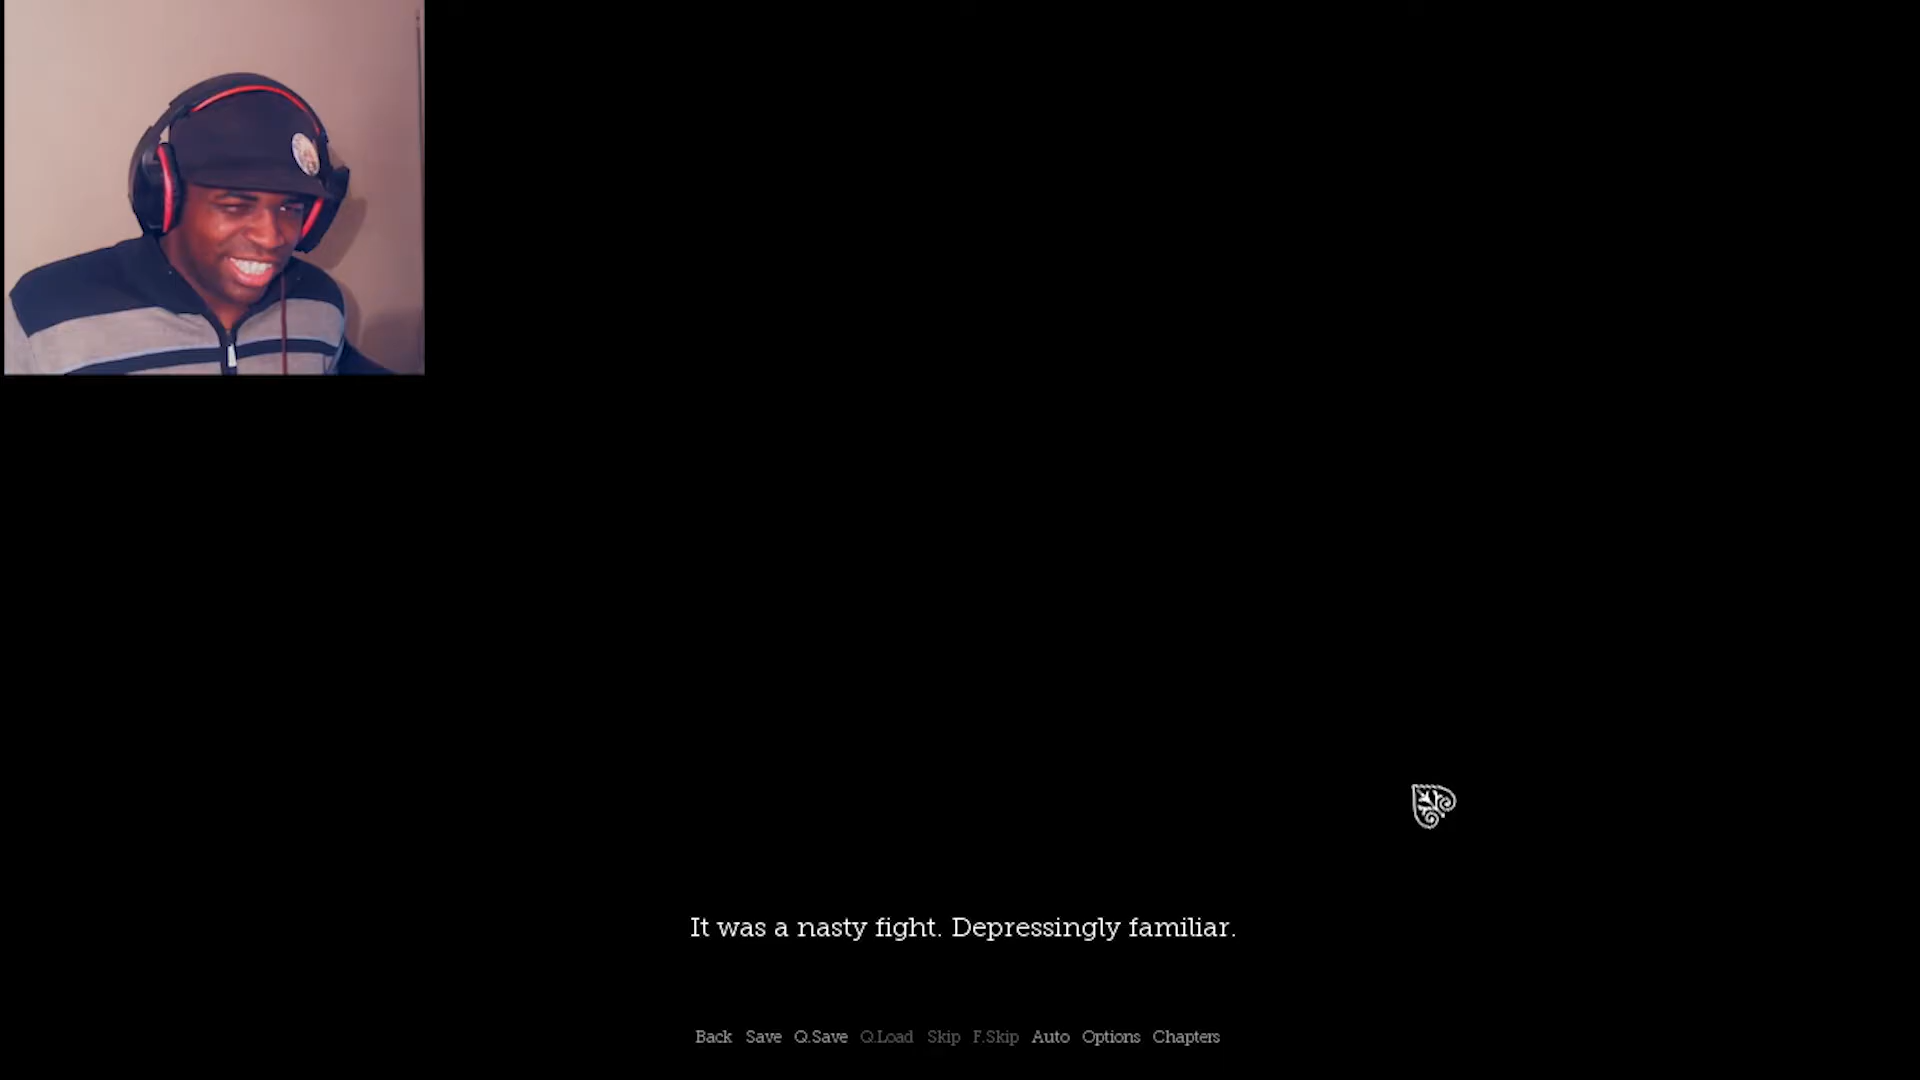 It was a nasty fight. Depressingly familiar.
Back Save Q.Save Q.Load Skip F.Skip Auto Options Chapters